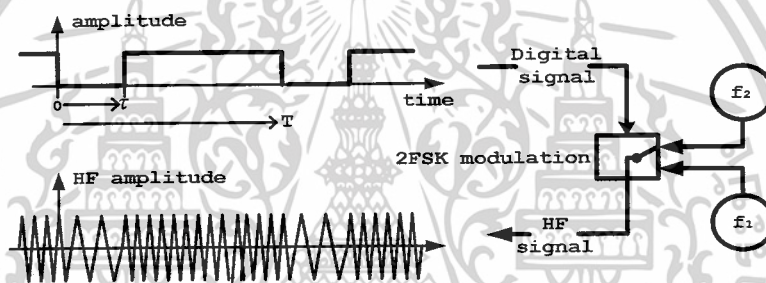 amplitude
time
0
τ
T
HF amplitude
Digital
signal
2FSK modulation
HF
signal
f₂
f₁